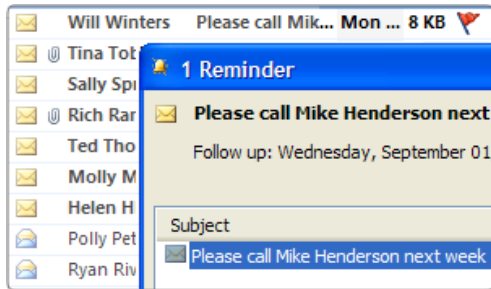 Will Winters Please call Mik... Mon ... 8 KB
Tina Tot
1 Reminder
Sally Spr
Rich Rar
Please call Mike Henderson next
Ted Tho
Follow up: Wednesday, September 01
Molly M
Helen H
Polly Pet
Subject
Ryan Riv
Please call Mike Henderson next week